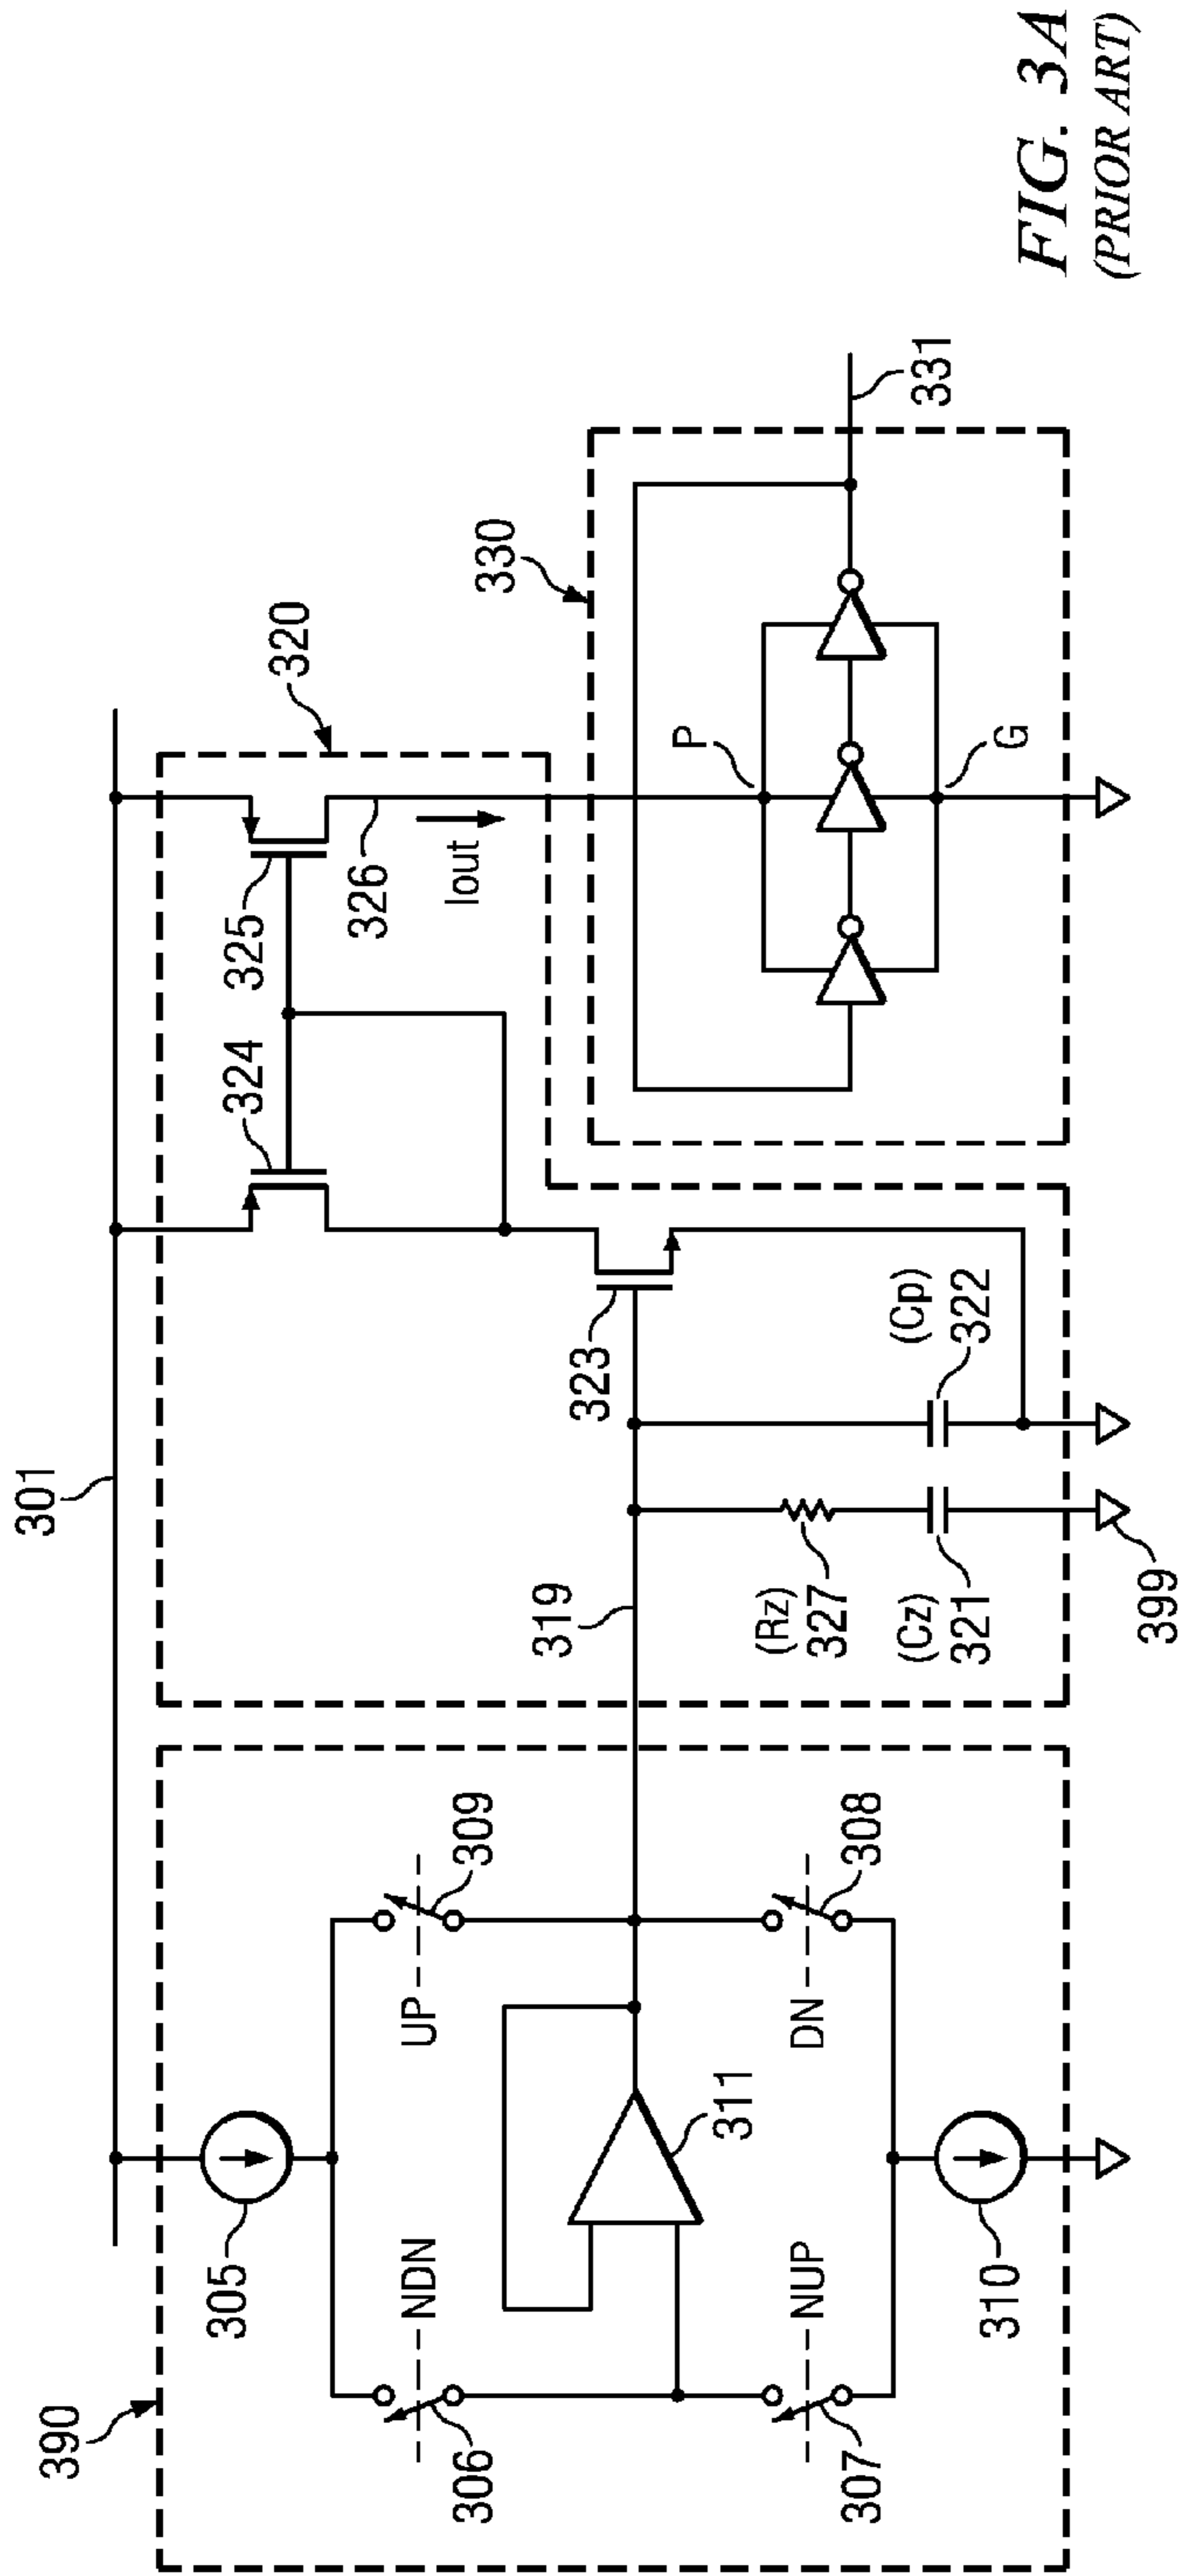 301
390
305
NDN
306
UP
309
311
NUP
307
DN
308
310
319
320
324
325
326
Iout
323
(Rz)
327
(Cz)
321
(Cp)
322
399
330
P
G
331
FIG. 3A
(PRIOR ART)